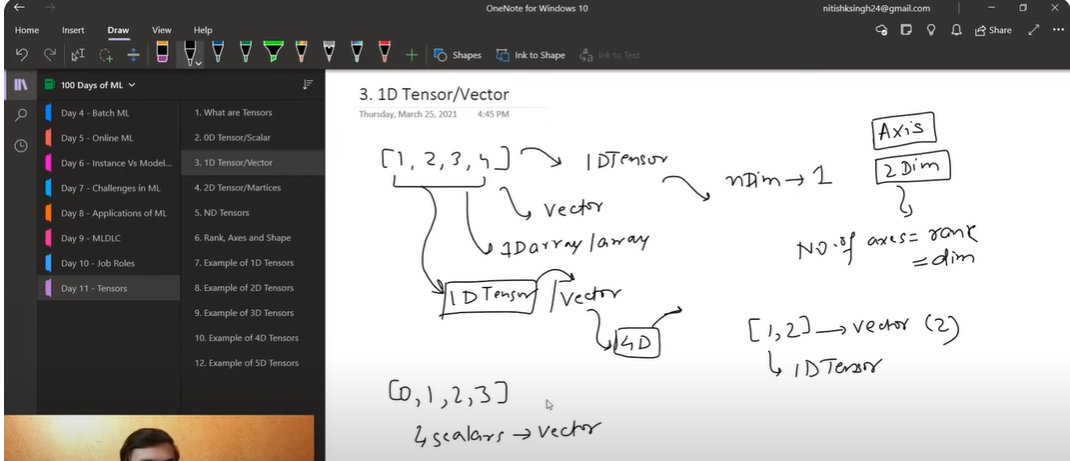 OneNote for Windows 10
nitishksingh24@gmail.com
Home Insert Draw View Help
Shapes Ink to Shape Ink to Text Share
100 Days of ML
Day 4 - Batch ML
Day 5 - Online ML
Day 6 - Instance Vs Model...
Day 7 - Challenges in ML
Day 8 - Applications of ML
Day 9 - MLDLC
Day 10 - Job Roles
Day 11 - Tensors
1. What are Tensors
2. 0D Tensor/Scalar
3. 1D Tensor/Vector
4. 2D Tensor/Martices
5. ND Tensors
6. Rank, Axes and Shape
7. Example of 1D Tensors
8. Example of 2D Tensors
9. Example of 3D Tensors
10. Example of 4D Tensors
12. Example of 5D Tensors
3. 1D Tensor/Vector
Thursday, March 25, 2021 4:45 PM
[1, 2, 3, 4] 1DTensor
nDim → 1
Vector
1Darray/array
1D Tensor /Vector
4D
Axis
2 Dim
No. of axes = rank
= dim
[1,2] → vector (2)
1D Tensor
[0, 1, 2, 3]
4 scalars → vector